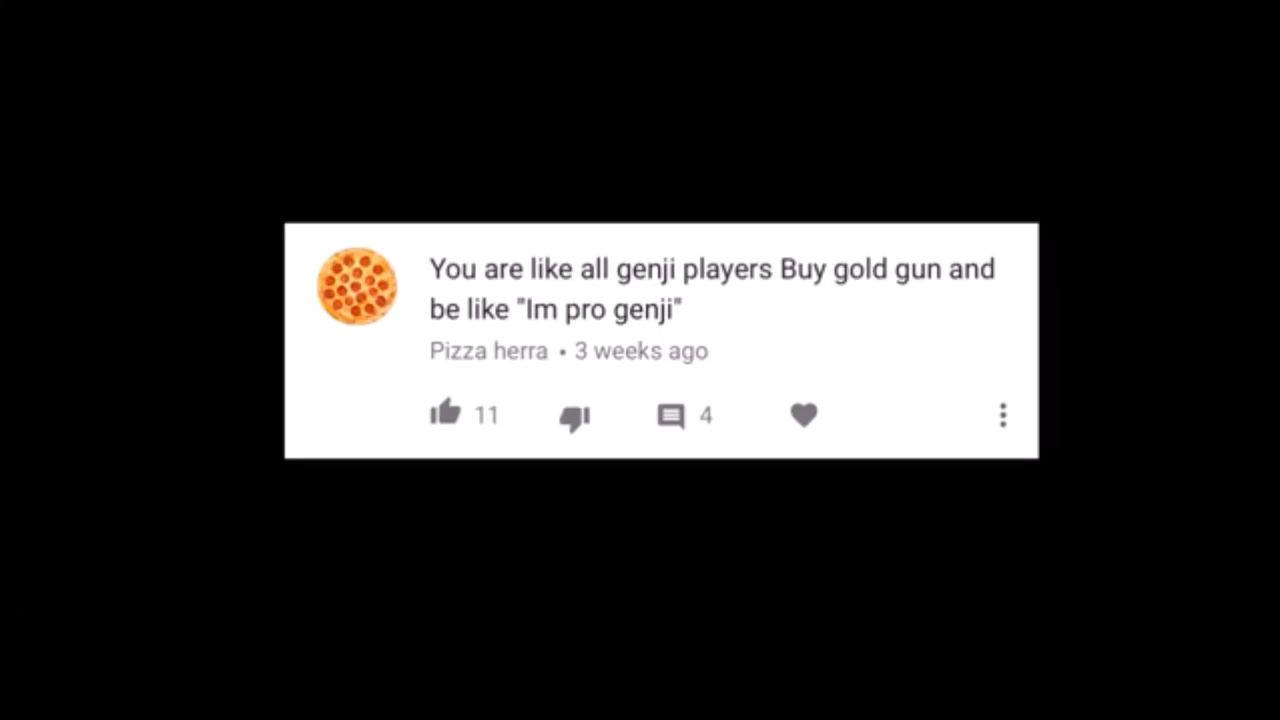 You are like all genji players Buy gold gun and
be like "Im pro genji"
Pizza herra • 3 weeks ago
11
4